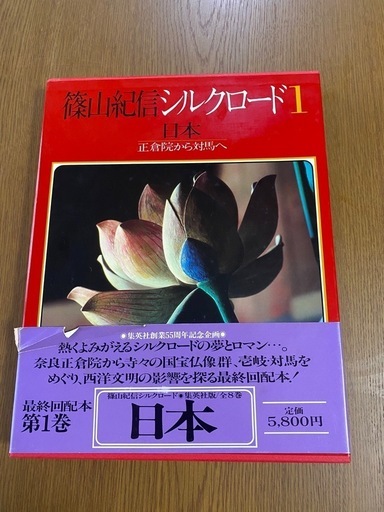 篠山紀信シルクロード1
日本
正倉院から対馬へ
●集英社創業55周年記念企画●
熱くよみがえるシルクロードの夢とロマン…。
奈良正倉院から寺々の国宝仏像群、壱岐・対馬を
めぐり、西洋文明の影響を探る最終回配本!
最終回配本
第1巻
篠山紀信シルクロード●集英社版/全8巻
日本
定価
5,800円